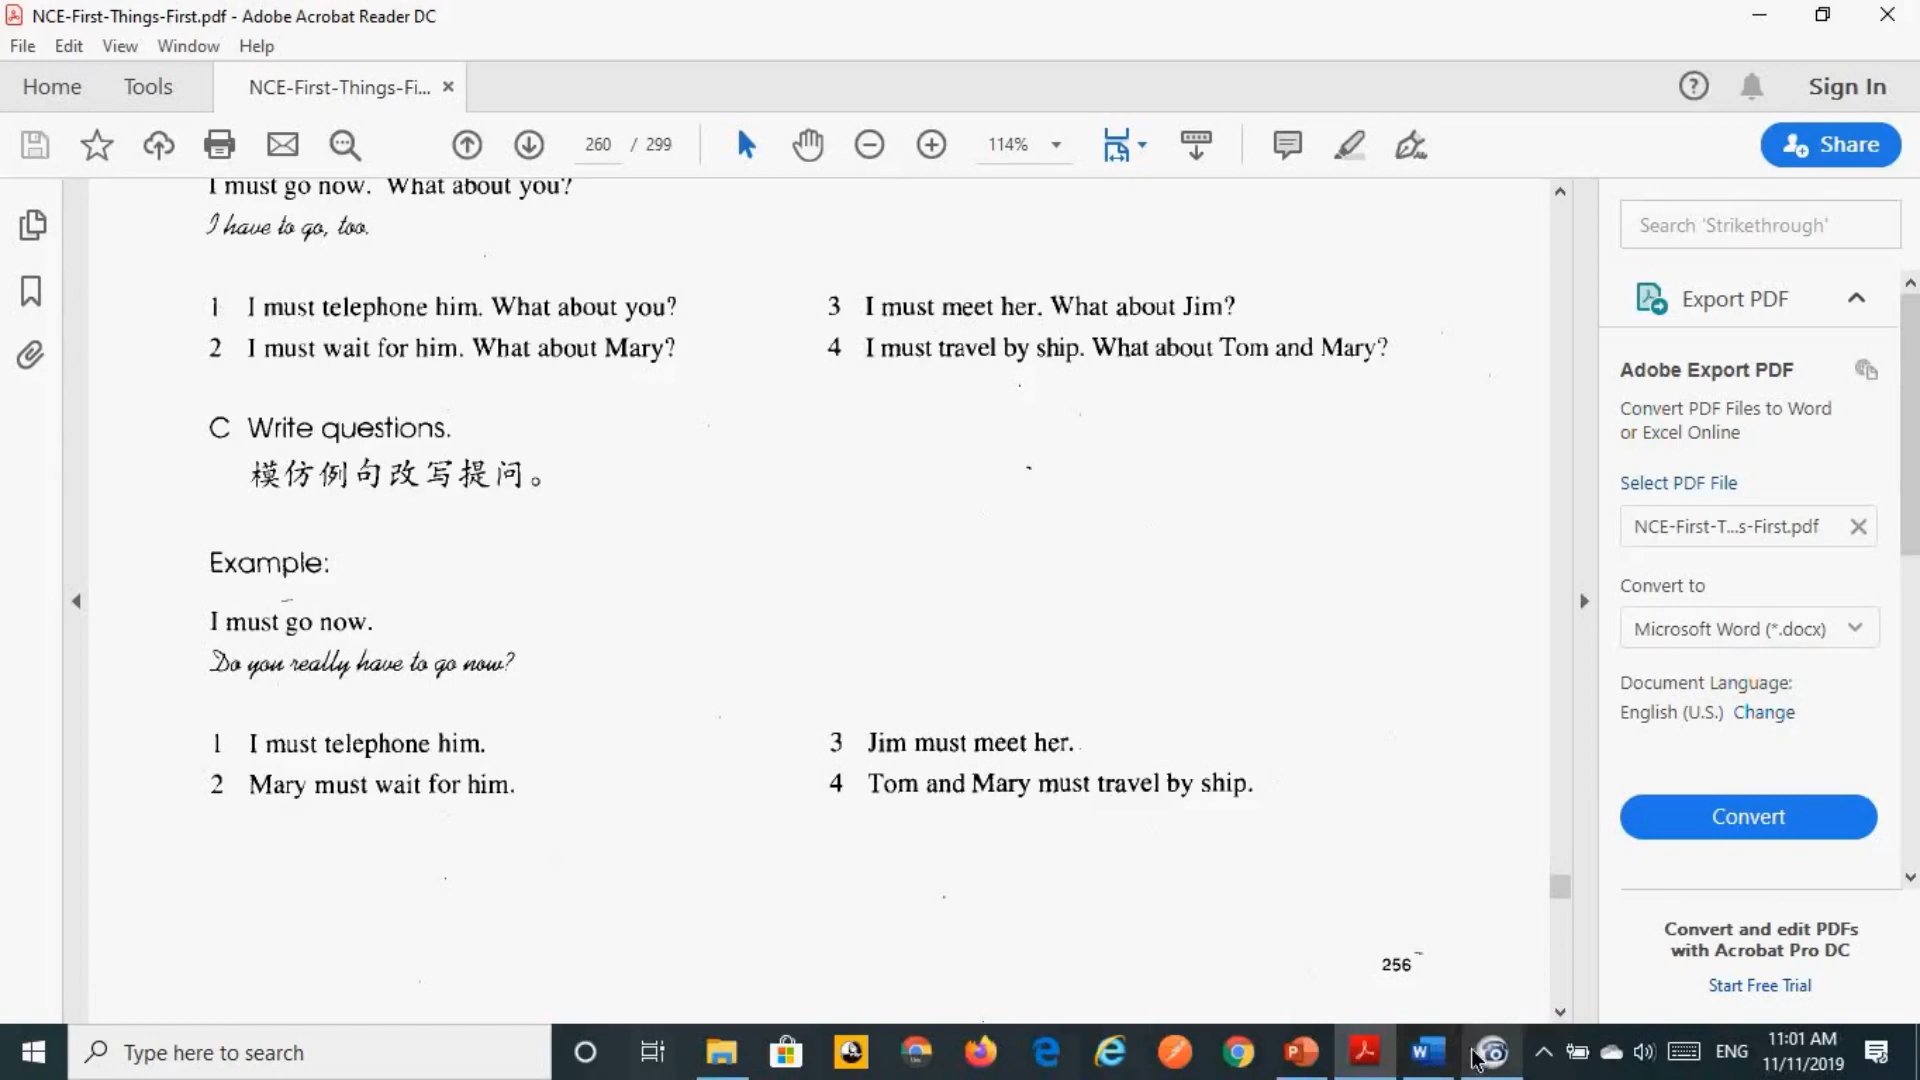 NCE-First-Things-First.pdf - Adobe Acrobat Reader DC
File Edit View Window Help
Home Tools NCE-First-Things-Fi... Sign In
260 / 299 114% Share
I must go now. What about you?
I have to go, too.
1 I must telephone him. What about you?
2 I must wait for him. What about Mary?
3 I must meet her. What about Jim?
4 I must travel by ship. What about Tom and Mary?
C Write questions.
模仿例句改写提问。
Example:
I must go now.
Do you really have to go now?
1 I must telephone him.
2 Mary must wait for him.
3 Jim must meet her.
4 Tom and Mary must travel by ship.
256
Search 'Strikethrough'
Export PDF
Adobe Export PDF
Convert PDF Files to Word
or Excel Online
Select PDF File
NCE-First-T...s-First.pdf
Convert to
Microsoft Word (*.docx)
Document Language:
English (U.S.) Change
Convert
Convert and edit PDFs
with Acrobat Pro DC
Start Free Trial
Type here to search
ENG
11:01 AM
11/11/2019